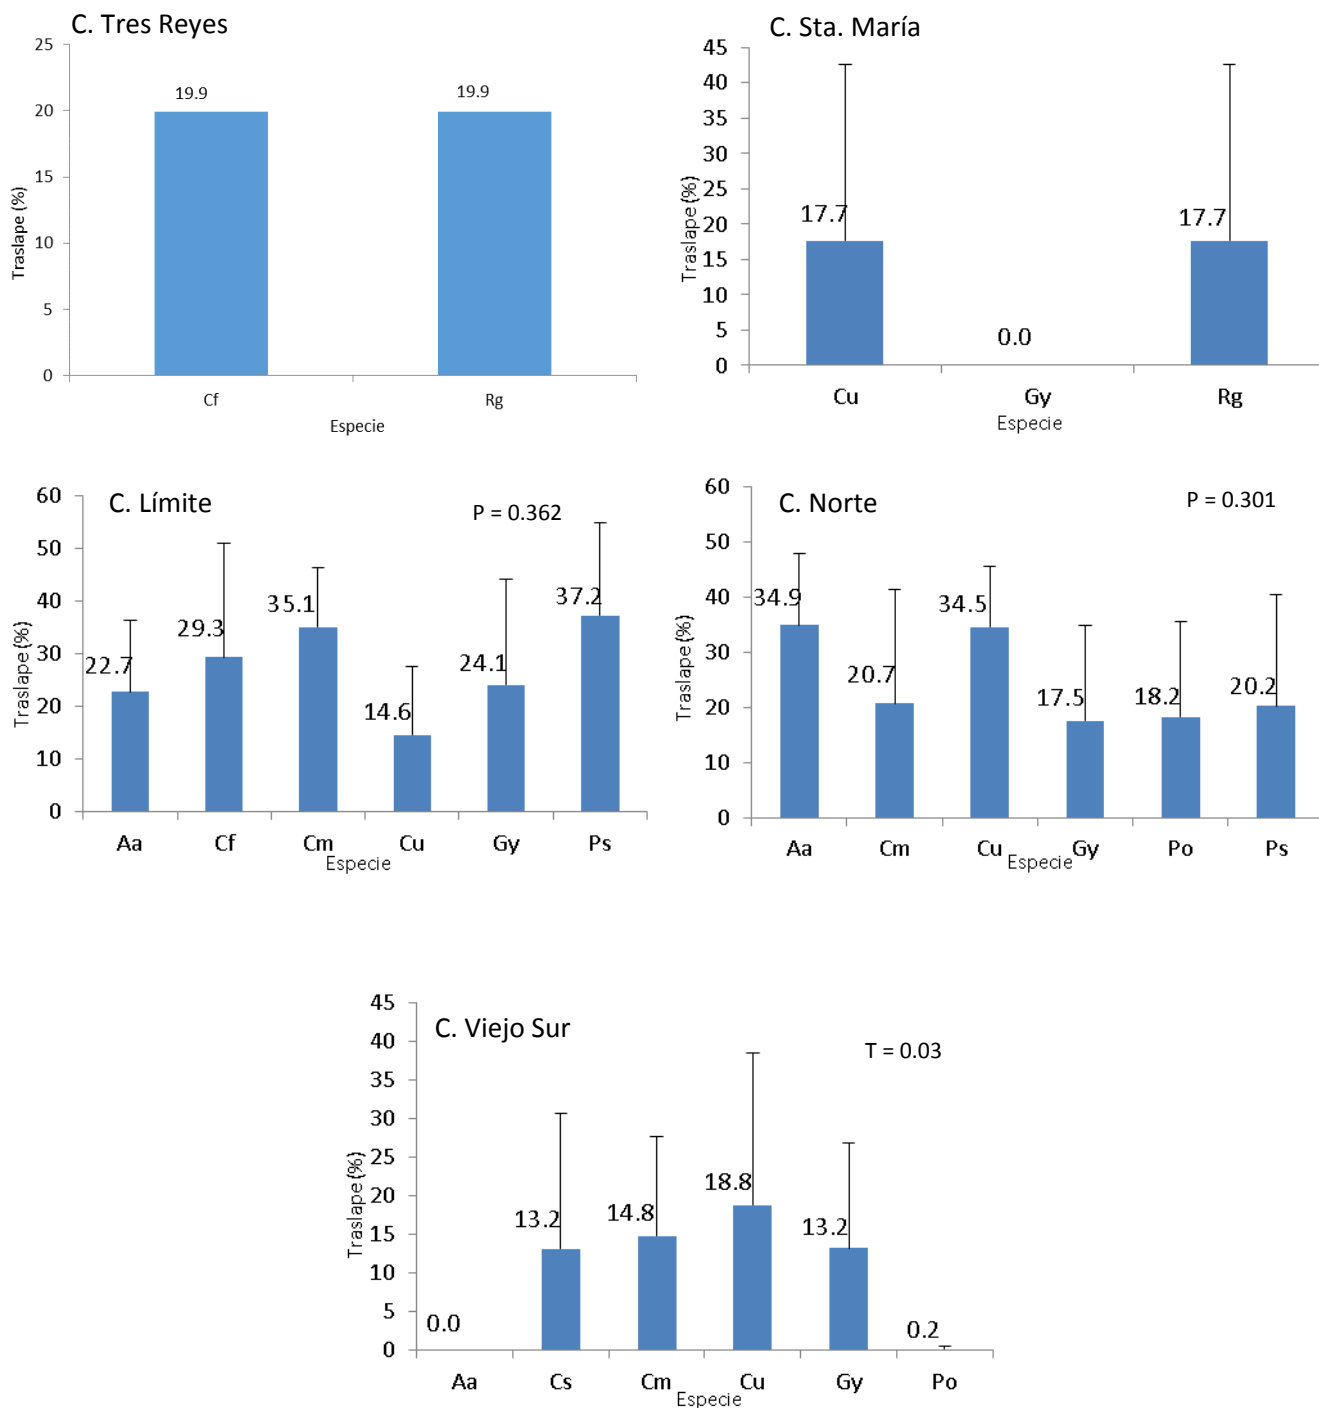 C. Tres Reyes
25
20
15
10
5
0
Traslape (%)
19.9
19.9
Cf
Rg
Especie
C. Sta. María
45
40
35
30
25
20
15
10
5
0
Traslape (%)
17.7
0.0
17.7
Cu
Gy
Rg
Especie
C. Límite
P = 0.362
60
50
40
30
20
10
0
Traslape (%)
22.7
29.3
35.1
14.6
24.1
37.2
Aa
Cf
Cm
Cu
Gy
Ps
Especie
C. Norte
P = 0.301
60
50
40
30
20
10
0
Traslape (%)
34.9
20.7
34.5
17.5
18.2
20.2
Aa
Cm
Cu
Gy
Po
Ps
Especie
C. Viejo Sur
T = 0.03
45
40
35
30
25
20
15
10
5
0
Traslape (%)
0.0
13.2
14.8
18.8
13.2
0.2
Aa
Cs
Cm
Cu
Gy
Po
Especie